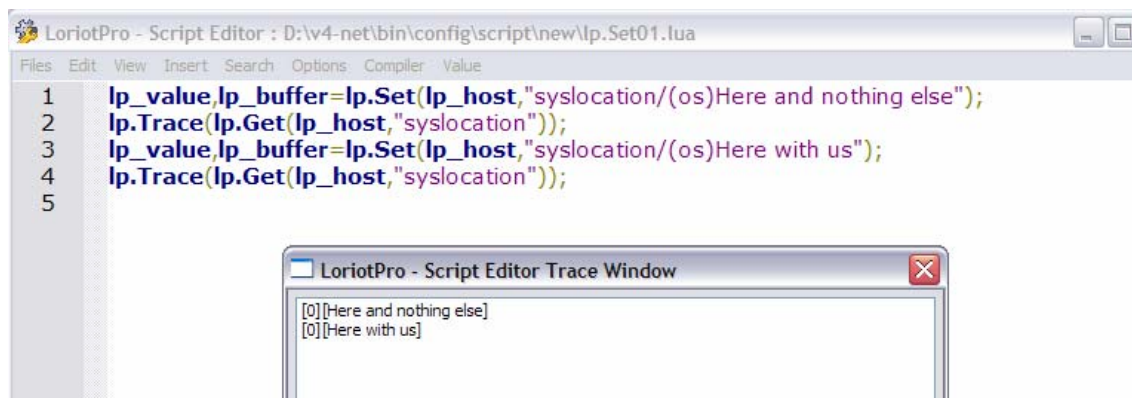 LoriotPro - Script Editor : D:\v4-net\bin\config\script\new\lp.Set01.lua
Files Edit View Insert Search Options Compiler Value
1 lp_value,lp_buffer=lp.Set(lp_host,"syslocation/(os)Here and nothing else");
2 lp.Trace(lp.Get(lp_host,"syslocation"));
3 lp_value,lp_buffer=lp.Set(lp_host,"syslocation/(os)Here with us");
4 lp.Trace(lp.Get(lp_host,"syslocation"));
5
LoriotPro - Script Editor Trace Window
[0][Here and nothing else]
[0][Here with us]